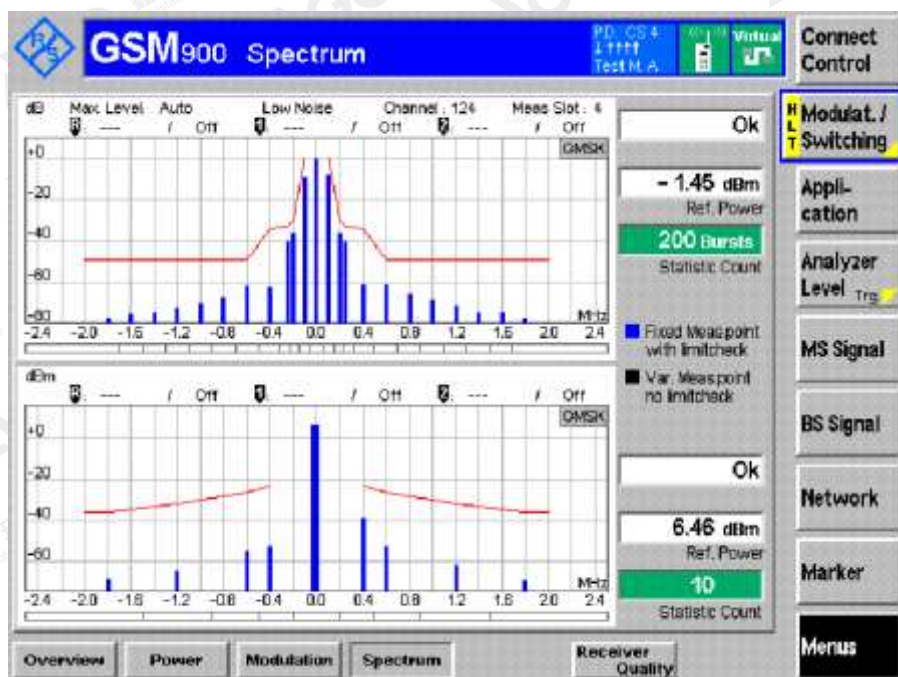 GSM900 Spectrum
PD: CS4
Test M. A
Virtual
Connect Control
dB Max. Level Auto Low Noise Channel : 124 Meas Slot : 4
--- / Off --- / Off --- / Off
GMSK
+0
-20
-40
-60
-80
MHz
-2.4 -2.0 -1.6 -1.2 -0.8 -0.4 0.0 0.4 0.8 1.2 1.6 2.0 2.4
Ok
- 1.45 dBm
Ref. Power
200 Bursts
Statistic Count
Fixed Meas point
with limitcheck
Var. Meas point
no limitcheck
dBm
--- / Off --- / Off --- / Off
GMSK
+0
-20
-40
-60
MHz
-2.4 -2.0 -1.6 -1.2 -0.8 -0.4 0.0 0.4 0.8 1.2 1.6 2.0 2.4
Ok
6.46 dBm
Ref. Power
10
Statistic Count
HLT
Modulat. /
Switching
Appli-
cation
Analyzer
Level Trg
MS Signal
BS Signal
Network
Marker
Menus
Overview Power Modulation Spectrum Receiver
Quality